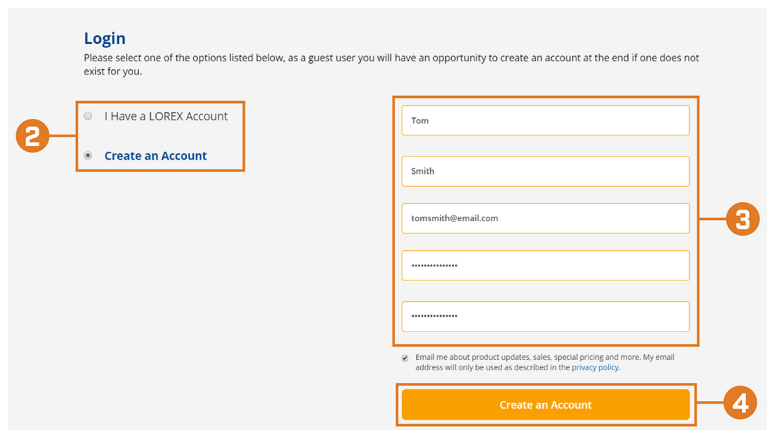 Login
Please select one of the options listed below, as a guest user you will have an opportunity to create an account at the end if one does not
exist for you.
2
I Have a LOREX Account
Create an Account
Tom
Smith
tomsmith@email.com
•••••••••••••••
•••••••••••••••
3
Email me about product updates, sales, special pricing and more. My email
address will only be used as described in the privacy policy.
Create an Account
4